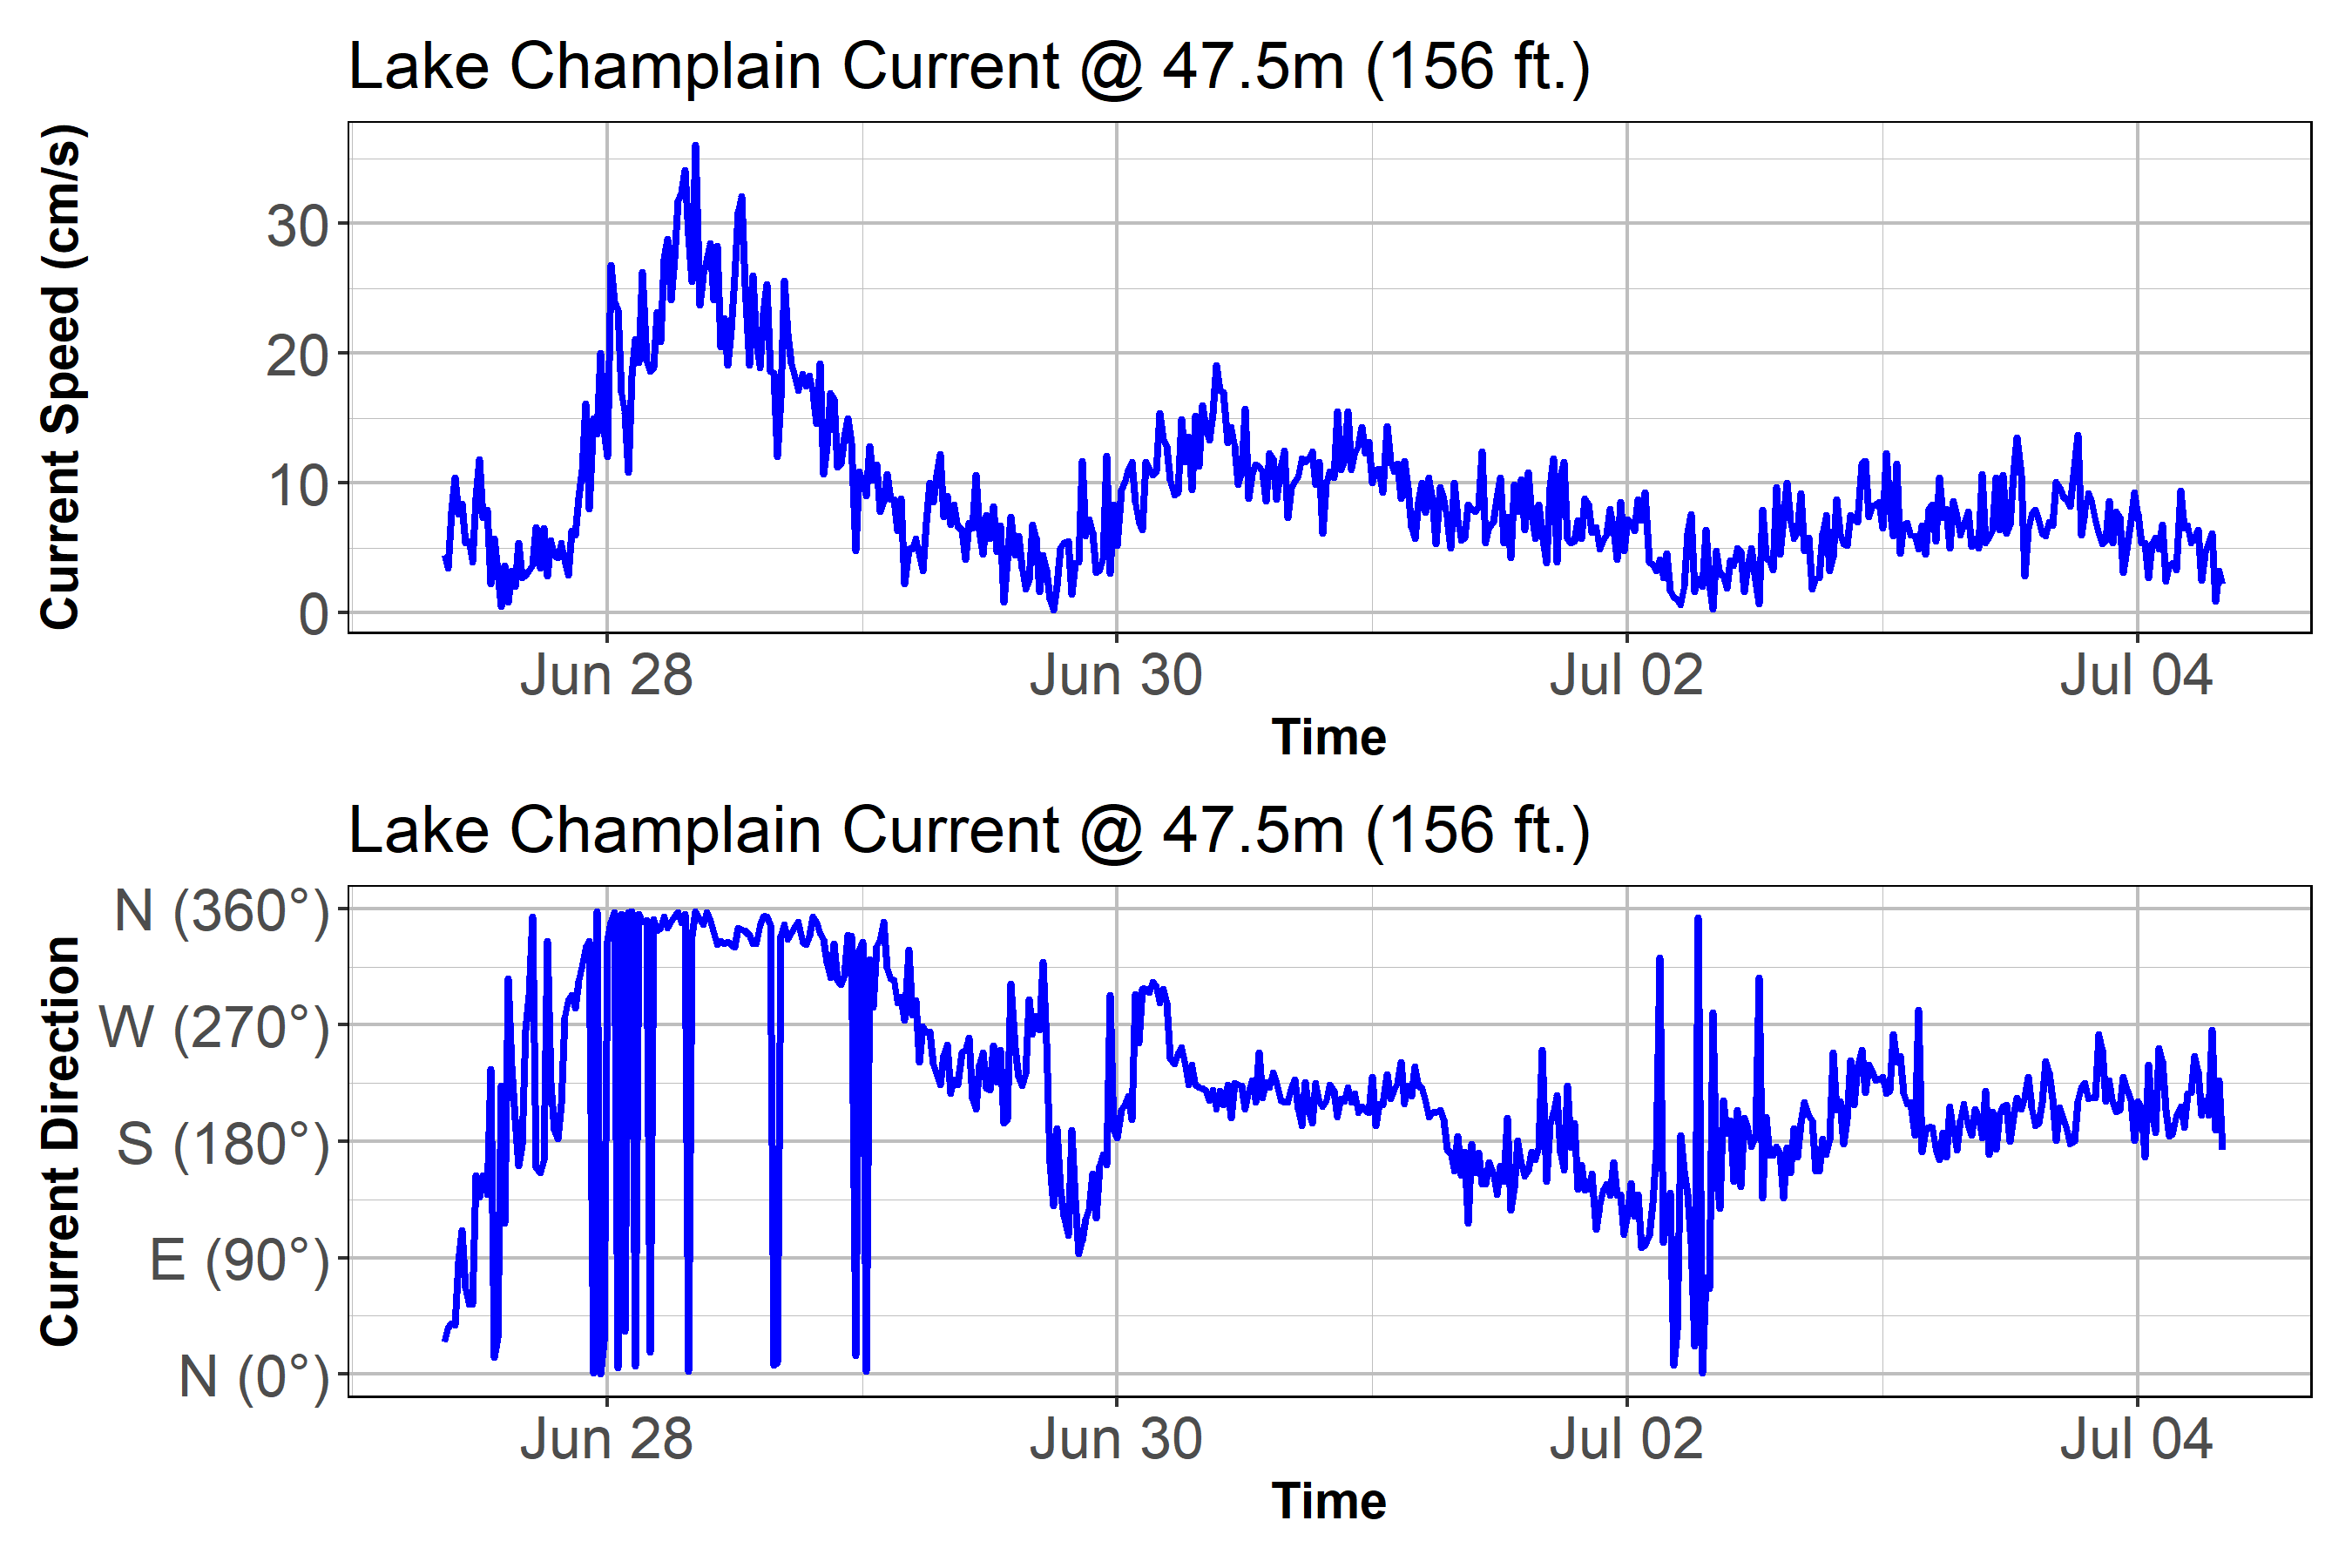 Lake Champlain Current @ 47.5m (156 ft.)
Current Speed (cm/s)
30
20
10
0
Jun 28
Jun 30
Jul 02
Jul 04
Time
Lake Champlain Current @ 47.5m (156 ft.)
Current Direction
N (360°)
W (270°)
S (180°)
E (90°)
N (0°)
Jun 28
Jun 30
Jul 02
Jul 04
Time